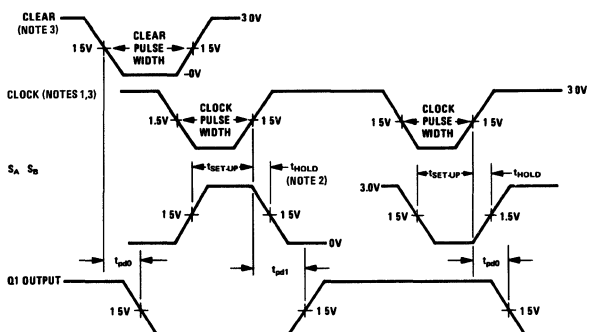 CLEAR
(NOTE 3)
CLEAR
PULSE
WIDTH
3 0V
1 5V
1 5V
–0V
CLOCK (NOTES 1,3)
CLOCK
PULSE
WIDTH
1.5V
1 5V
CLOCK
PULSE
WIDTH
1 5V
1 5V
3 0V
SA SB
tSET-UP
tHOLD
(NOTE 2)
1 5V
1 5V
0V
tSET-UP
tHOLD
3.0V
1 5V
1.5V
tpd0
tpd1
tpd0
Q1 OUTPUT
1 5V
1 5V
1 5V